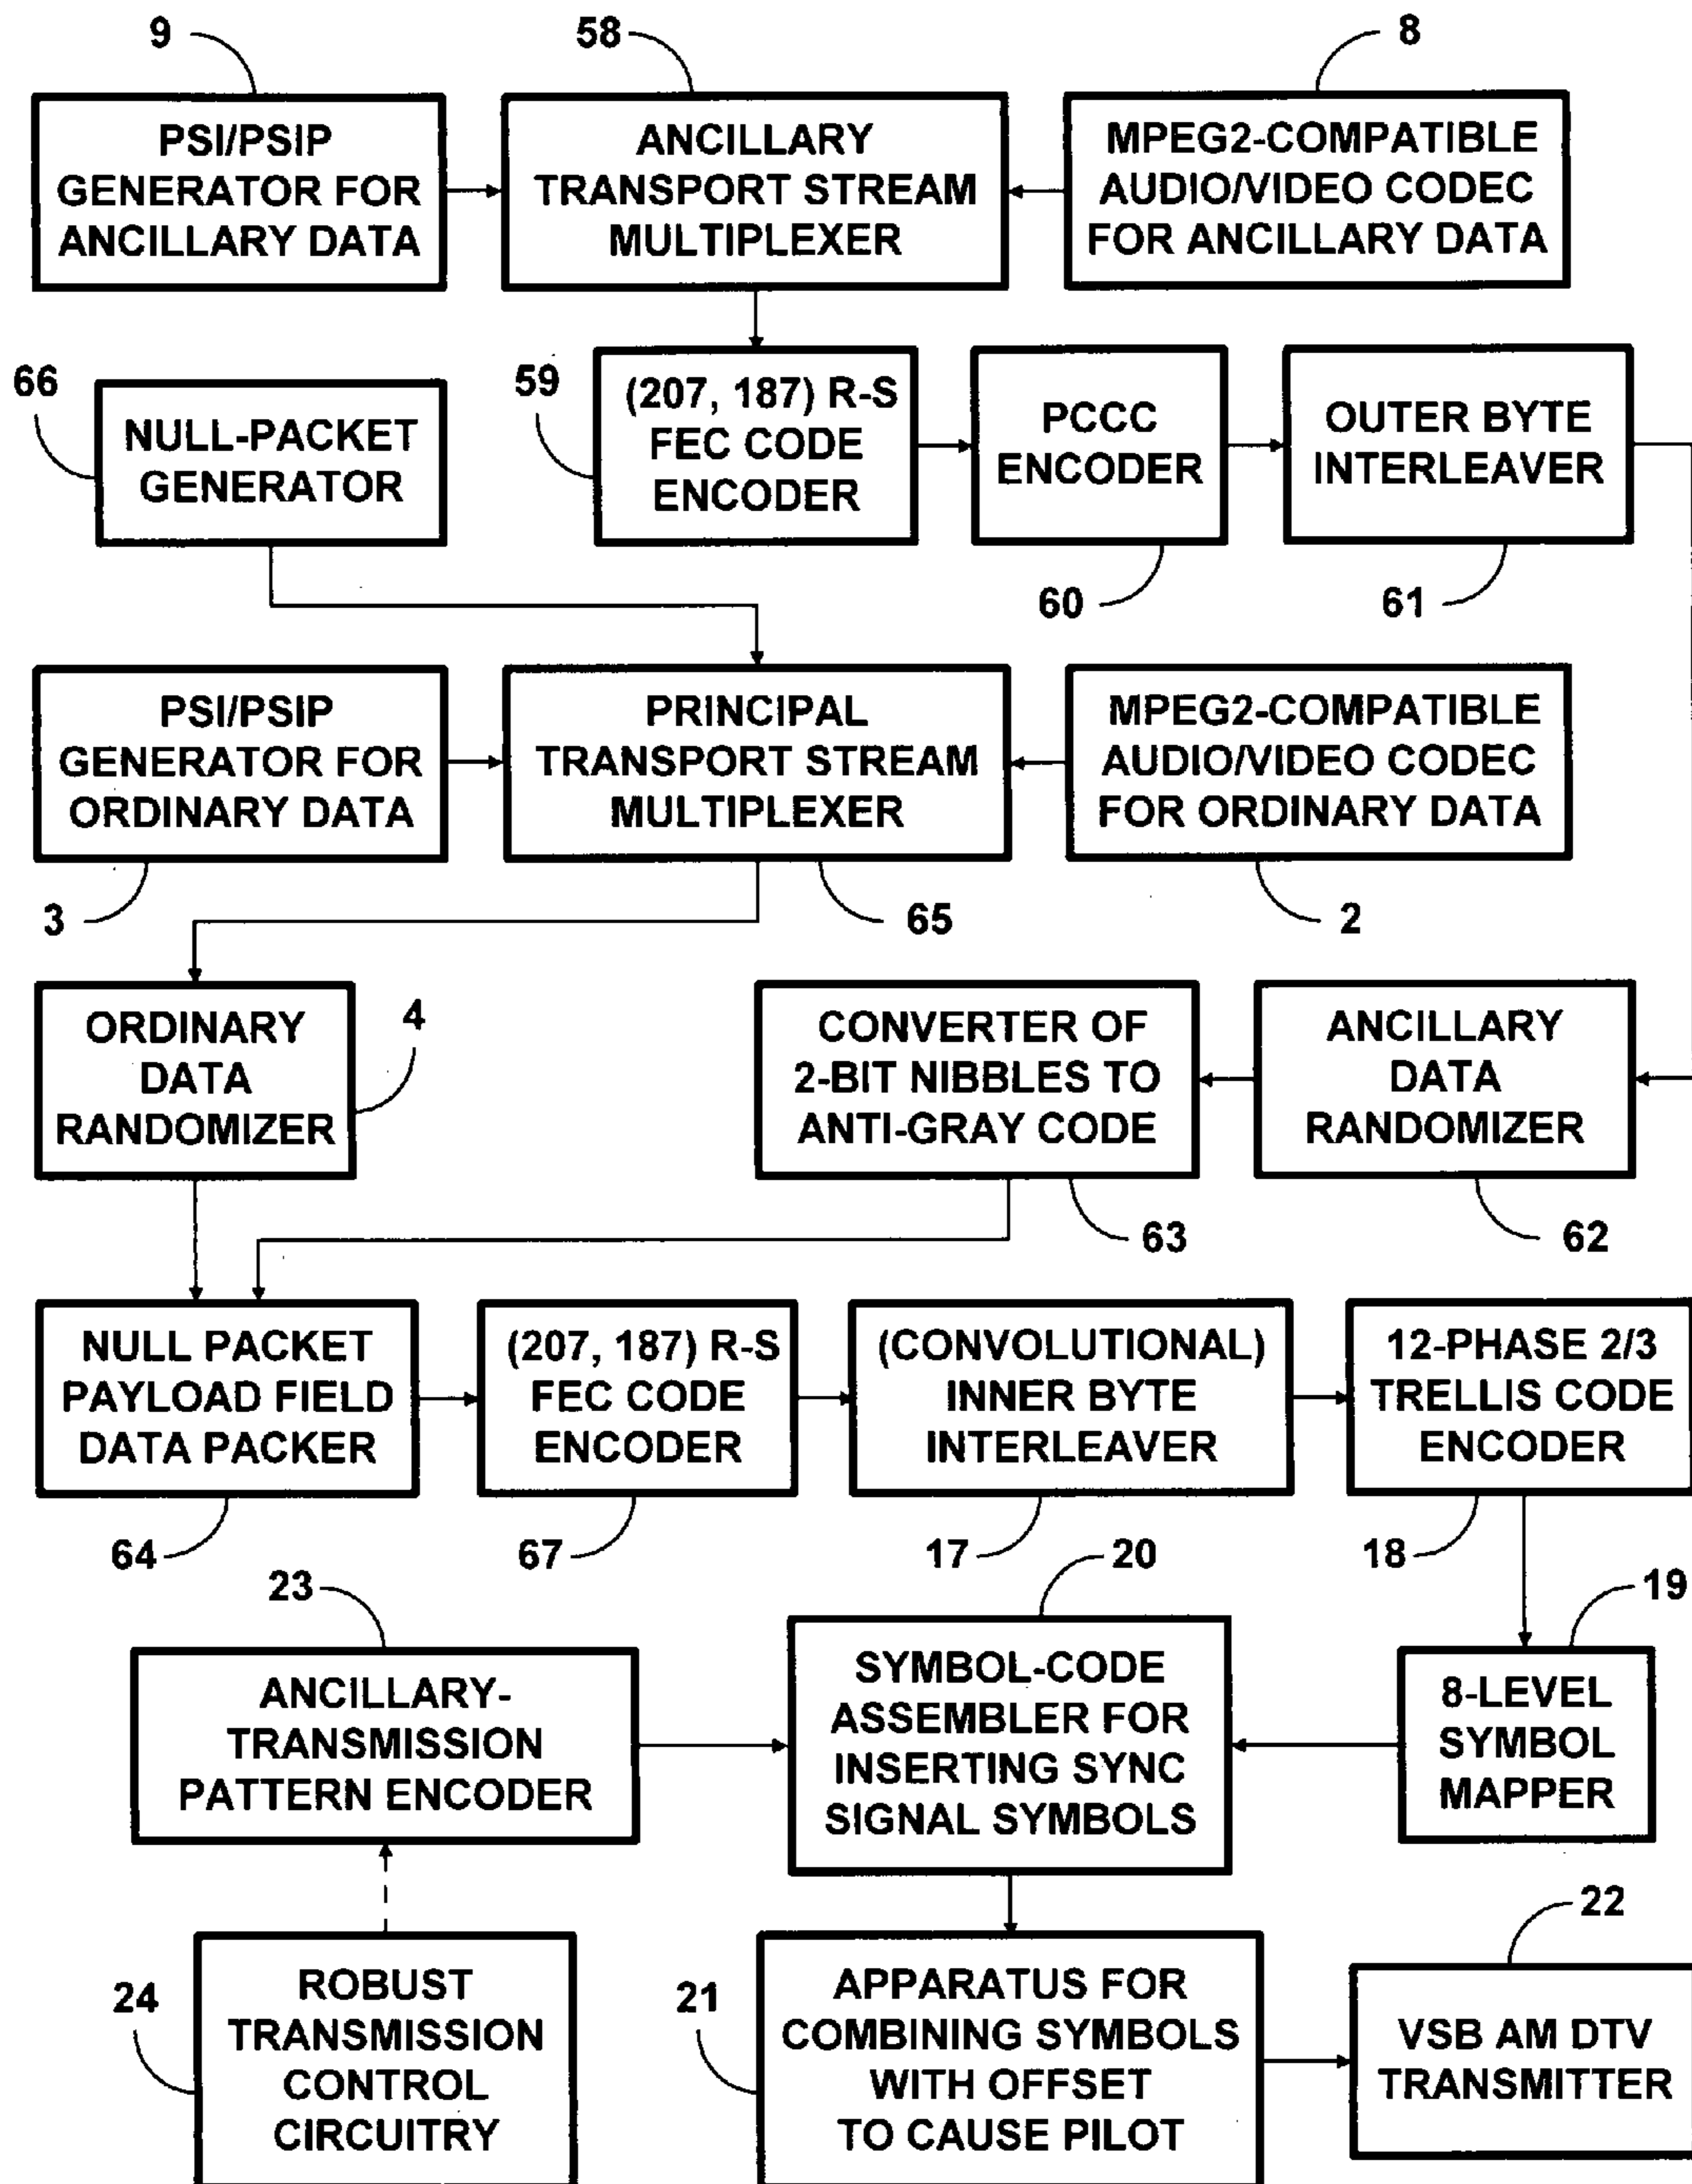 9
58
8
PSI/PSIP
GENERATOR FOR
ANCILLARY DATA
ANCILLARY
TRANSPORT STREAM
MULTIPLEXER
MPEG2-COMPATIBLE
AUDIO/VIDEO CODEC
FOR ANCILLARY DATA
66
NULL-PACKET
GENERATOR
59
(207, 187) R-S
FEC CODE
ENCODER
PCCC
ENCODER
OUTER BYTE
INTERLEAVER
60
61
PSI/PSIP
GENERATOR FOR
ORDINARY DATA
PRINCIPAL
TRANSPORT STREAM
MULTIPLEXER
MPEG2-COMPATIBLE
AUDIO/VIDEO CODEC
FOR ORDINARY DATA
3
65
2
ORDINARY
DATA
RANDOMIZER
4
CONVERTER OF
2-BIT NIBBLES TO
ANTI-GRAY CODE
ANCILLARY
DATA
RANDOMIZER
63
62
NULL PACKET
PAYLOAD FIELD
DATA PACKER
(207, 187) R-S
FEC CODE
ENCODER
(CONVOLUTIONAL)
INNER BYTE
INTERLEAVER
12-PHASE 2/3
TRELLIS CODE
ENCODER
64
67
17
18
23
20
19
ANCILLARY-
TRANSMISSION
PATTERN ENCODER
SYMBOL-CODE
ASSEMBLER FOR
INSERTING SYNC
SIGNAL SYMBOLS
8-LEVEL
SYMBOL
MAPPER
24
ROBUST
TRANSMISSION
CONTROL
CIRCUITRY
21
APPARATUS FOR
COMBINING SYMBOLS
WITH OFFSET
TO CAUSE PILOT
22
VSB AM DTV
TRANSMITTER